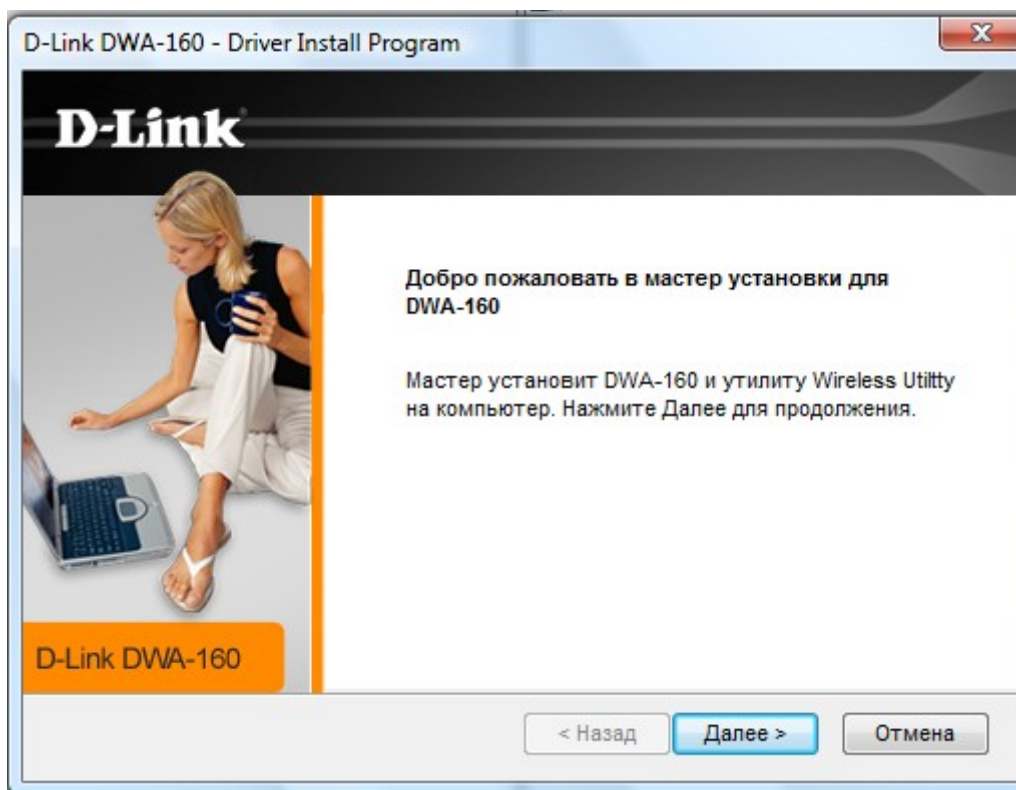 D-Link DWA-160 - Driver Install Program
D-Link
Добро пожаловать в мастер установки для
DWA-160
Мастер установит DWA-160 и утилиту Wireless Utiltty
на компьютер. Нажмите Далее для продолжения.
D-Link DWA-160
< Назад Далее > Отмена